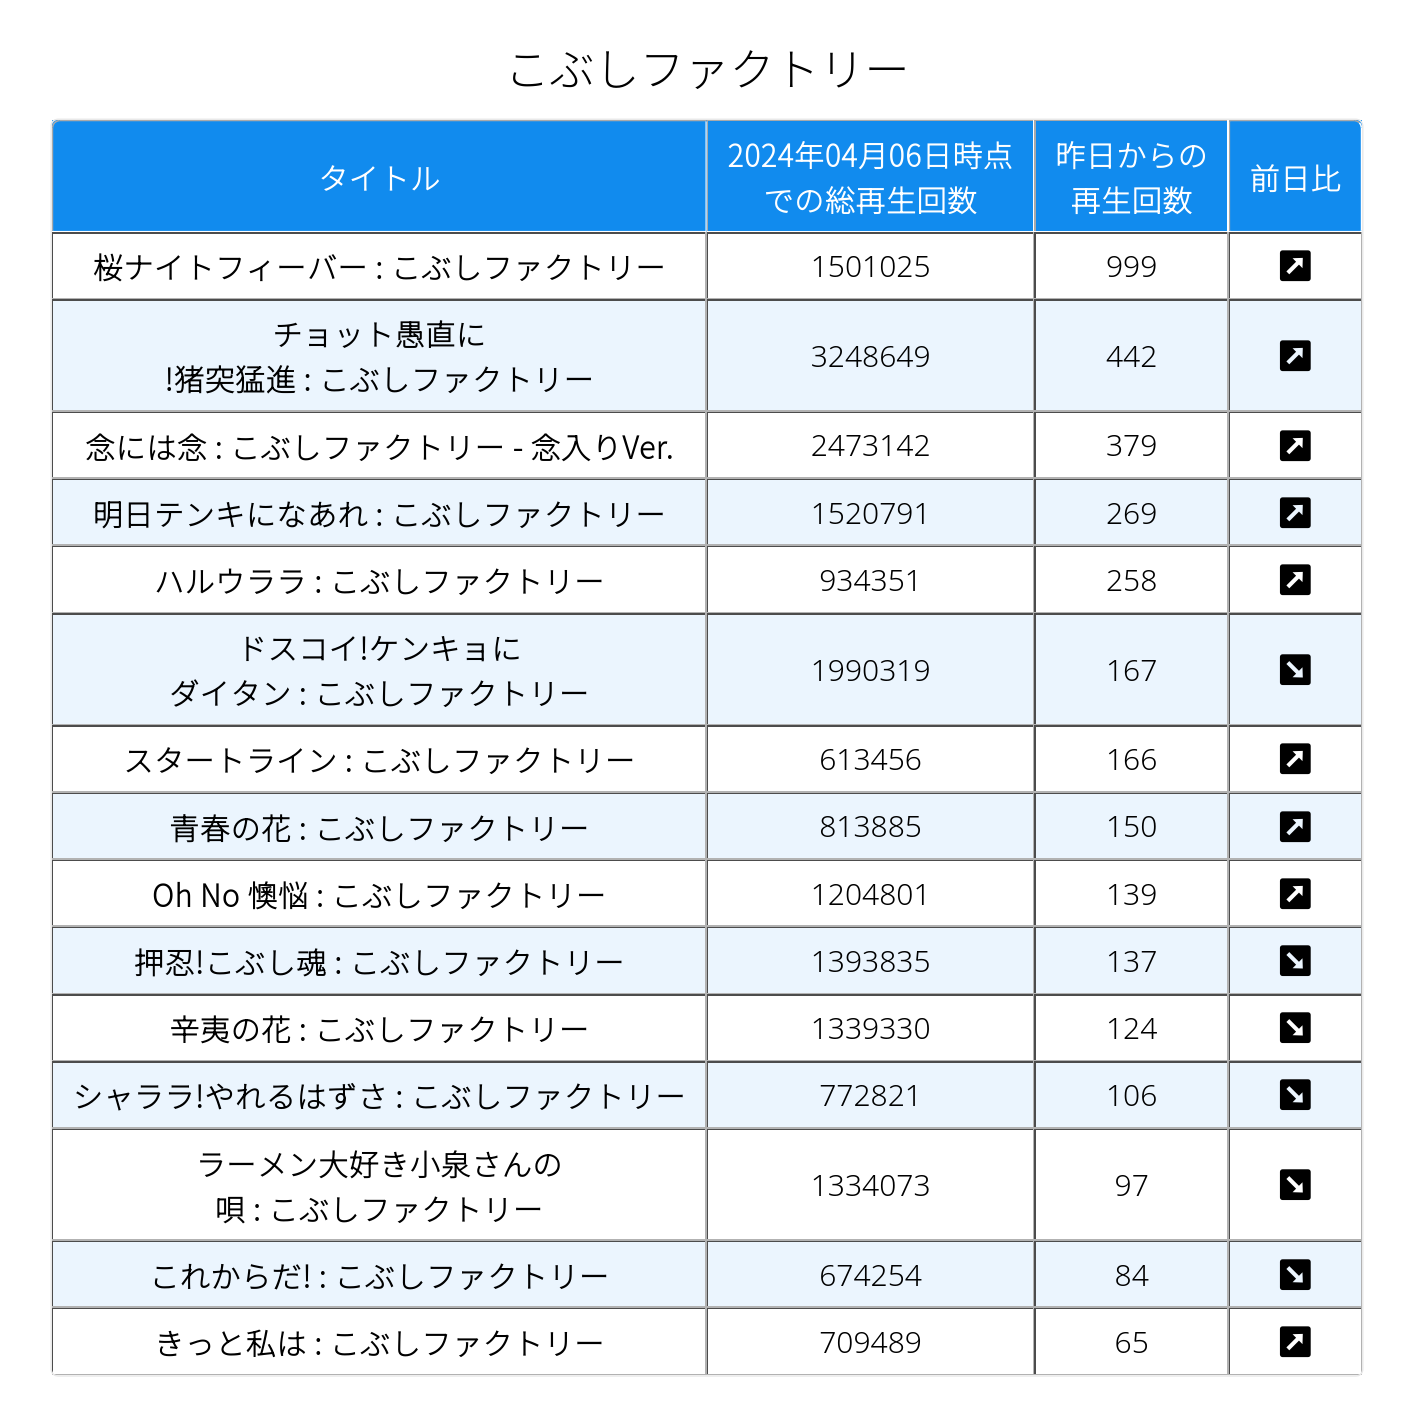 こぶしファクトリー
タイトル
2024年04月06日時点
での総再生回数
昨日からの
再生回数
前日比
桜ナイトフィーバー : こぶしファクトリー 1501025 999
チョット愚直に
!猪突猛進 : こぶしファクトリー 3248649 442
念には念 : こぶしファクトリー - 念入りVer. 2473142 379
明日テンキになあれ : こぶしファクトリー 1520791 269
ハルウララ : こぶしファクトリー 934351 258
ドスコイ!ケンキョに
ダイタン : こぶしファクトリー 1990319 167
スタートライン : こぶしファクトリー 613456 166
青春の花 : こぶしファクトリー 813885 150
Oh No 懊悩 : こぶしファクトリー 1204801 139
押忍!こぶし魂 : こぶしファクトリー 1393835 137
辛夷の花 : こぶしファクトリー 1339330 124
シャララ!やれるはずさ : こぶしファクトリー 772821 106
ラーメン大好き小泉さんの
唄 : こぶしファクトリー 1334073 97
これからだ! : こぶしファクトリー 674254 84
きっと私は : こぶしファクトリー 709489 65